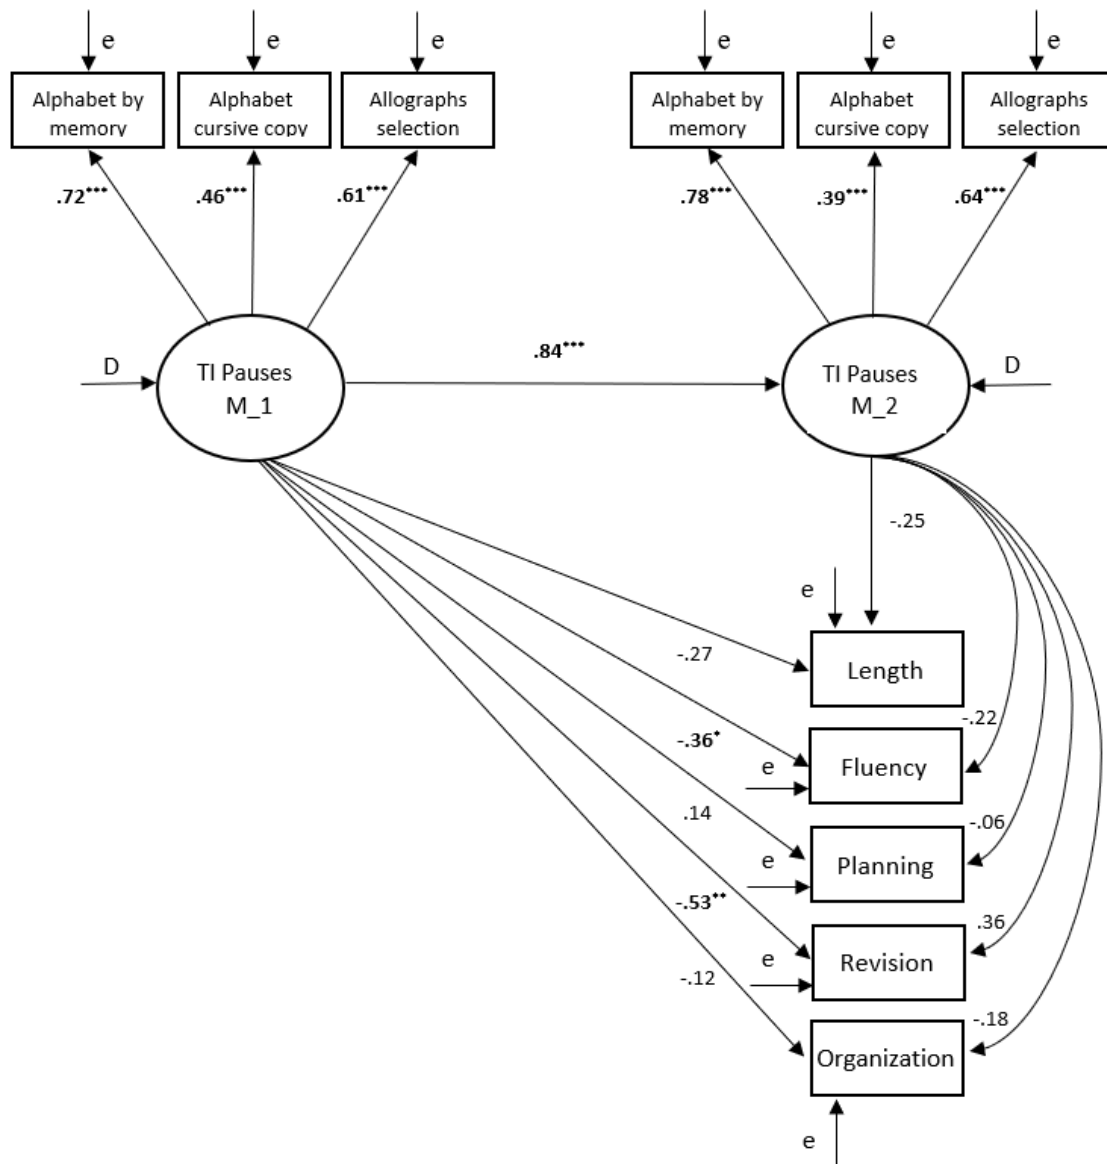 e
e
e
e
e
e
Alphabet by
memory
Alphabet
cursive copy
Allographs
selection
Alphabet by
memory
Alphabet
cursive copy
Allographs
selection
.72***
.46***
.61***
.78***
.39***
.64***
D
TI Pauses
M_1
.84***
TI Pauses
M_2
D
-.25
e
Length
-.27
-.22
-.36*
e
Fluency
.14
-.06
e
Planning
-.53**
.36
e
Revision
-.12
-.18
Organization
e